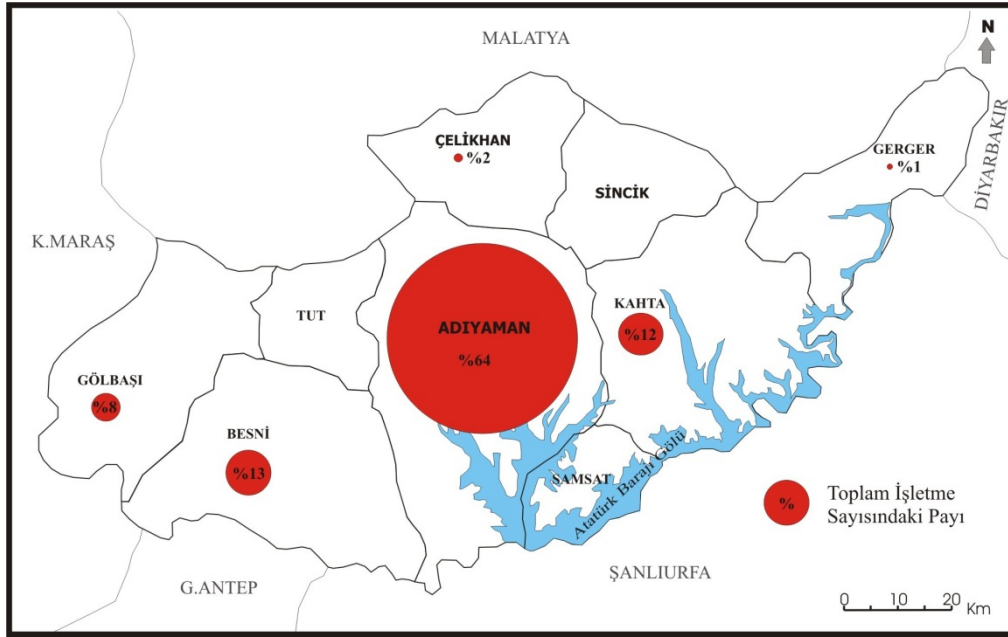 MALATYA
N
ÇELİKHAN
%2
GERGER
%1
DİYARBAKIR
SİNCİK
K.MARAŞ
KAHTA
%12
TUT
ADIYAMAN
%64
GÖLBAŞI
%8
BESNİ
%13
SAMSAT
Atatürk Barajı Gölü
%
Toplam İşletme
Sayısındaki Payı
G.ANTEP
ŞANLIURFA
0 10 20 Km